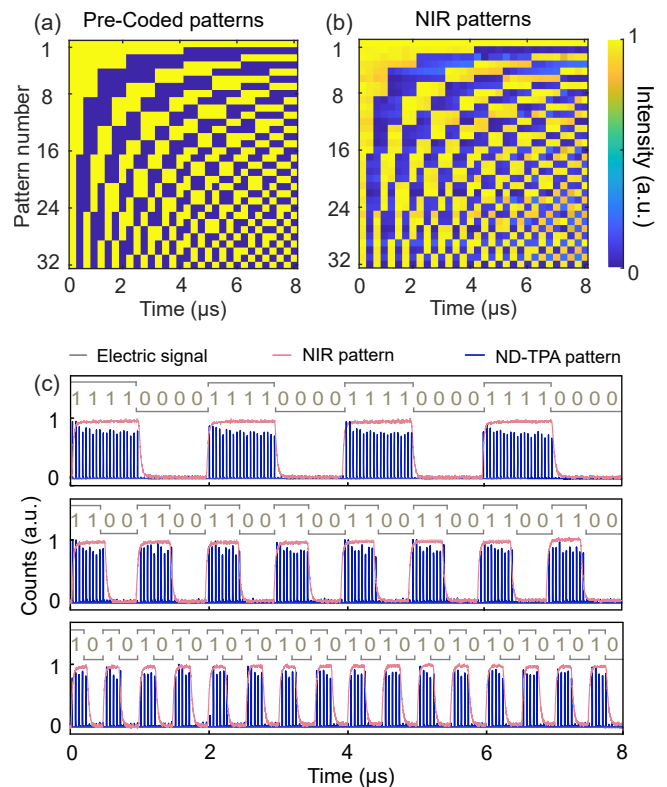 (a) Pre-Coded patterns
(b) NIR patterns
Pattern number
1
8
16
24
32
0 2 4 6 8
Time (µs)
1
8
16
24
32
0 2 4 6 8
Time (µs)
1
0
Intensity (a.u.)
Electric signal NIR pattern ND-TPA pattern
(c)
Counts (a.u.)
1 1 1 1 0 0 0 0 1 1 1 1 0 0 0 0 1 1 1 1 0 0 0 0 1 1 1 1 0 0 0 0
1
0
1 1 0 0 1 1 0 0 1 1 0 0 1 1 0 0 1 1 0 0 1 1 0 0 1 1 0 0 1 1 0 0
1
0
1 0 1 0 1 0 1 0 1 0 1 0 1 0 1 0 1 0 1 0 1 0 1 0 1 0 1 0 1 0 1 0
1
0
0 2 4 6 8
Time (µs)